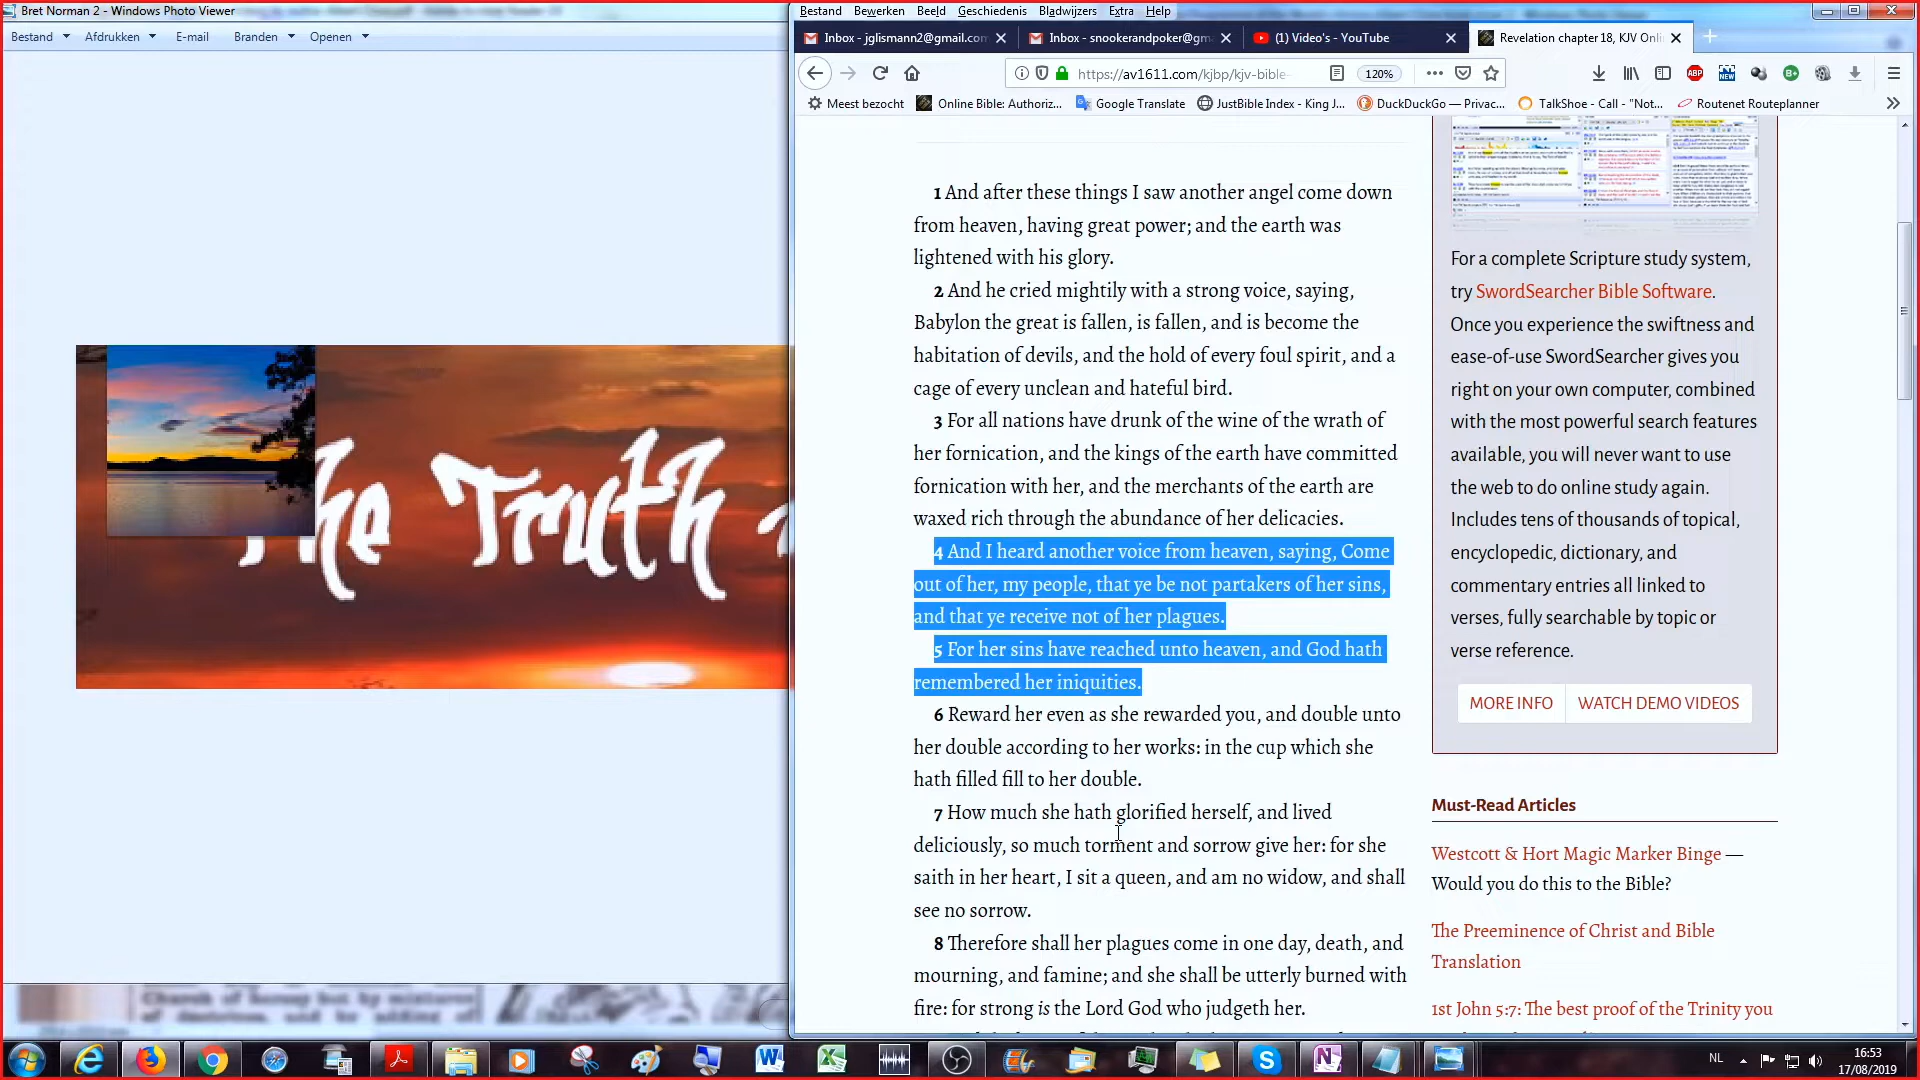 Bret Norman 2 - Windows Photo Viewer
Bestand Afdrukken E-mail Branden Openen
The Truth
Bestand Bewerken Beeld Geschiedenis Bladwijzers Extra Help
Inbox - jglismann2@gmail.com
Inbox - snookerandpoker@gm
(1) Video's - YouTube
Revelation chapter 18, KJV Onli
https://av1611.com/kjbp/kjv-bible-
120%
Meest bezocht
Online Bible: Authoriz...
Google Translate
JustBible Index - King J...
DuckDuckGo — Privac...
TalkShoe - Call - "Not...
Routenet Routeplanner
1 And after these things I saw another angel come down
from heaven, having great power; and the earth was
lightened with his glory.
2 And he cried mightily with a strong voice, saying,
Babylon the great is fallen, is fallen, and is become the
habitation of devils, and the hold of every foul spirit, and a
cage of every unclean and hateful bird.
3 For all nations have drunk of the wine of the wrath of
her fornication, and the kings of the earth have committed
fornication with her, and the merchants of the earth are
waxed rich through the abundance of her delicacies.
4 And I heard another voice from heaven, saying, Come
out of her, my people, that ye be not partakers of her sins,
and that ye receive not of her plagues.
5 For her sins have reached unto heaven, and God hath
remembered her iniquities.
6 Reward her even as she rewarded you, and double unto
her double according to her works: in the cup which she
hath filled fill to her double.
7 How much she hath glorified herself, and lived
deliciously, so much torment and sorrow give her: for she
saith in her heart, I sit a queen, and am no widow, and shall
see no sorrow.
8 Therefore shall her plagues come in one day, death, and
mourning, and famine; and she shall be utterly burned with
fire: for strong is the Lord God who judgeth her.
For a complete Scripture study system,
try SwordSearcher Bible Software.
Once you experience the swiftness and
ease-of-use SwordSearcher gives you
right on your own computer, combined
with the most powerful search features
available, you will never want to use
the web to do online study again.
Includes tens of thousands of topical,
encyclopedic, dictionary, and
commentary entries all linked to
verses, fully searchable by topic or
verse reference.
MORE INFO WATCH DEMO VIDEOS
Must-Read Articles
Westcott & Hort Magic Marker Binge —
Would you do this to the Bible?
The Preeminence of Christ and Bible
Translation
1st John 5:7: The best proof of the Trinity you
NL
16:53
17/08/2019